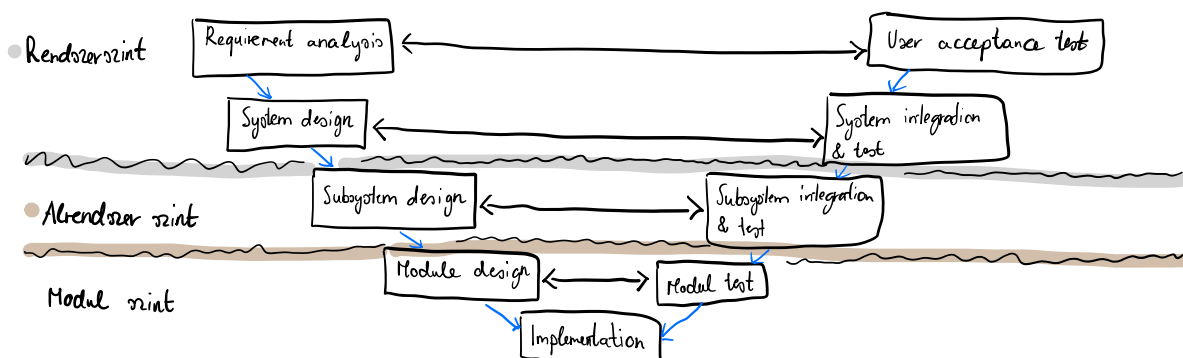 Requirement analysis
User acceptance test
Rendszerszint
System design
System integration
& test
Subsystem design
Subsystem integration
& test
Alrendszer szint
Module design
Modul test
Modul szint
Implementation